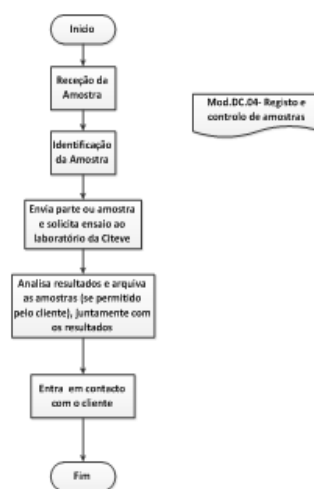 Inicio
Receção da
Amostra
Mod.DC.04- Registo e
controlo de amostras
Identificação
da Amostra
Envia parte ou amostra
e solicita ensaio ao
laboratório da Citeve
Analisa resultados e arquiva
as amostras (se permitido
pelo cliente), juntamente com
os resultados
Entra em contacto
com o cliente
Fim